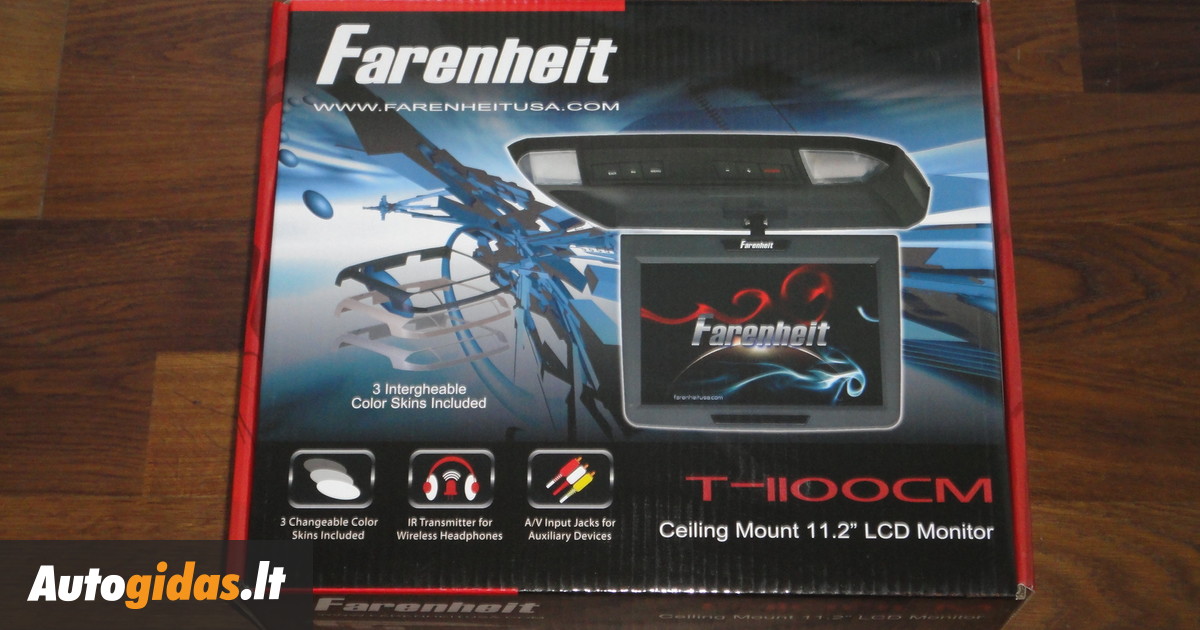 Farenheit
WWW.FARENHEITUSA.COM
Farenheit
Farenheit
farenheitusa.com
3 Intergheable
Color Skins Included
3 Changeable Color
Skins Included
IR Transmitter for
Wireless Headphones
A/V Input Jacks for
Auxiliary Devices
T-1100CM
Ceiling Mount 11.2” LCD Monitor
Autogidas.lt
Farenheit
Ceiling Mount 11.2” LCD Monitor